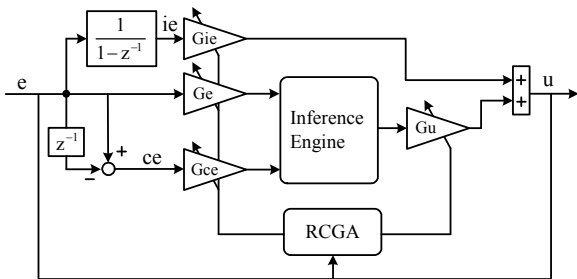 1
1−z⁻¹
ie
Gie
e
Ge
Inference
Engine
Gu
+
+
u
z⁻¹
+
−
ce
Gce
RCGA